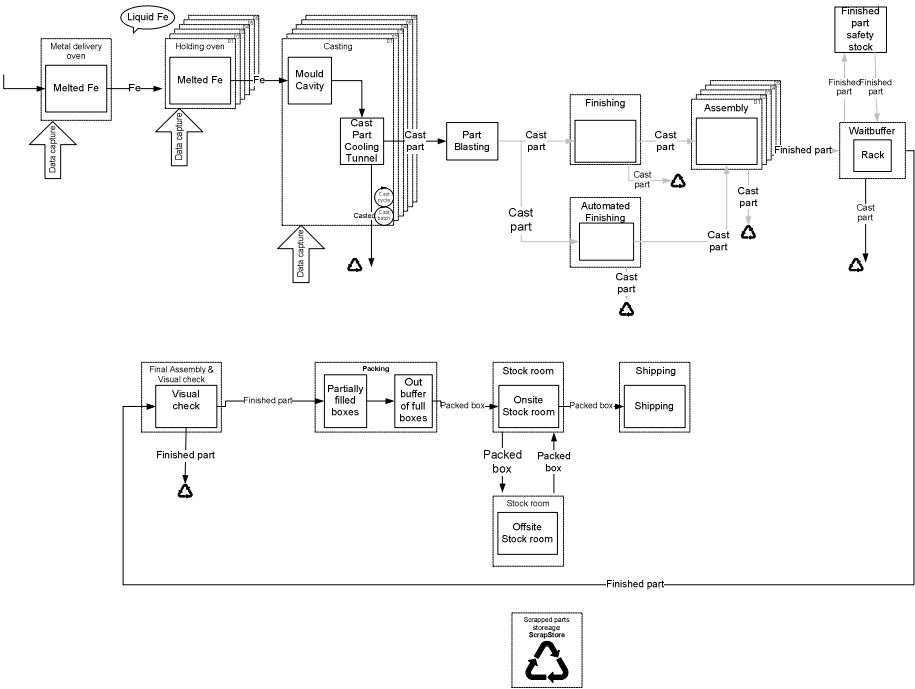 Liquid Fe
Metal delivery
oven
Melted Fe
Fe
Holding oven
Melted Fe
Fe
Data capture
Data capture
Casting
Mould
Cavity
Cast
Part
Cooling
Tunnel
Cast
cycle
Cast
batch
Casted
Data capture
Cast
part
Part
Blasting
Cast
part
Finishing
Cast
part
Cast
part
Cast
part
Automated
Finishing
Cast
part
Cast
part
Assembly
Cast
part
Finished part
Finished
part
safety
stock
Finished
part
Finished
part
Waitbuffer
Rack
Cast
part
Final Assembly &
Visual check
Visual
check
Finished part
Finished part
Packing
Partially
filled
boxes
Out
buffer
of full
boxes
Packed box
Stock room
Onsite
Stock room
Packed box
Shipping
Shipping
Packed
box
Packed
box
Stock room
Offsite
Stock room
Finished part
Scrapped parts
storeage:
ScrapStore